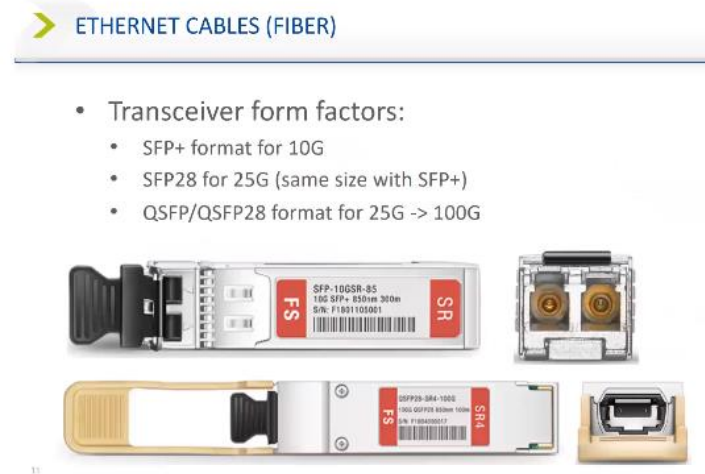 ETHERNET CABLES (FIBER)
• Transceiver form factors:
• SFP+ format for 10G
• SFP28 for 25G (same size with SFP+)
• QSFP/QSFP28 format for 25G -> 100G
FS
SFP-10GSR-85
10G SFP+ 850nm 300m
S/N: F1801105001
SR
FS
QSFP28-SR4-100G
100G QSFP28 850nm 100m
S/N: F1804090017
SR4
11